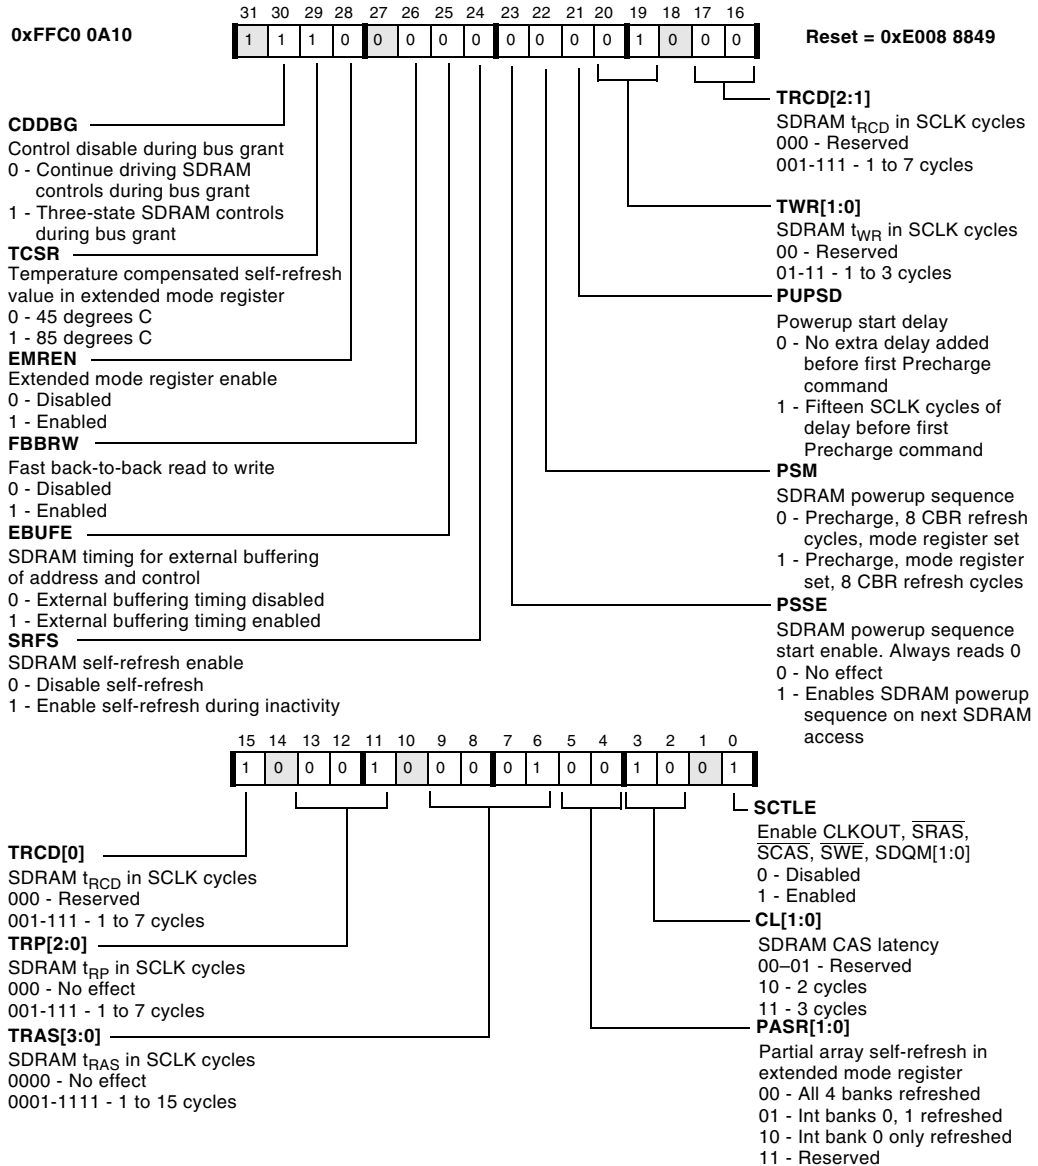 0xFFC0 0A10
31 30 29 28 27 26 25 24 23 22 21 20 19 18 17 16
1 1 1 0 0 0 0 0 0 0 0 0 1 0 0 0
Reset = 0xE008 8849
CDDBG
Control disable during bus grant
0 - Continue driving SDRAM
controls during bus grant
1 - Three-state SDRAM controls
during bus grant
TCSR
Temperature compensated self-refresh
value in extended mode register
0 - 45 degrees C
1 - 85 degrees C
EMREN
Extended mode register enable
0 - Disabled
1 - Enabled
FBBRW
Fast back-to-back read to write
0 - Disabled
1 - Enabled
EBUFE
SDRAM timing for external buffering
of address and control
0 - External buffering timing disabled
1 - External buffering timing enabled
SRFS
SDRAM self-refresh enable
0 - Disable self-refresh
1 - Enable self-refresh during inactivity
TRCD[2:1]
SDRAM tRCD in SCLK cycles
000 - Reserved
001-111 - 1 to 7 cycles
TWR[1:0]
SDRAM tWR in SCLK cycles
00 - Reserved
01-11 - 1 to 3 cycles
PUPSD
Powerup start delay
0 - No extra delay added
before first Precharge
command
1 - Fifteen SCLK cycles of
delay before first
Precharge command
PSM
SDRAM powerup sequence
0 - Precharge, 8 CBR refresh
cycles, mode register set
1 - Precharge, mode register
set, 8 CBR refresh cycles
PSSE
SDRAM powerup sequence
start enable. Always reads 0
0 - No effect
1 - Enables SDRAM powerup
sequence on next SDRAM
access
15 14 13 12 11 10 9 8 7 6 5 4 3 2 1 0
1 0 0 0 1 0 0 0 0 1 0 0 1 0 0 1
TRCD[0]
SDRAM tRCD in SCLK cycles
000 - Reserved
001-111 - 1 to 7 cycles
TRP[2:0]
SDRAM tRP in SCLK cycles
000 - No effect
001-111 - 1 to 7 cycles
TRAS[3:0]
SDRAM tRAS in SCLK cycles
0000 - No effect
0001-1111 - 1 to 15 cycles
SCTLE
Enable CLKOUT, SRAS,
SCAS, SWE, SDQM[1:0]
0 - Disabled
1 - Enabled
CL[1:0]
SDRAM CAS latency
00–01 - Reserved
10 - 2 cycles
11 - 3 cycles
PASR[1:0]
Partial array self-refresh in
extended mode register
00 - All 4 banks refreshed
01 - Int banks 0, 1 refreshed
10 - Int bank 0 only refreshed
11 - Reserved